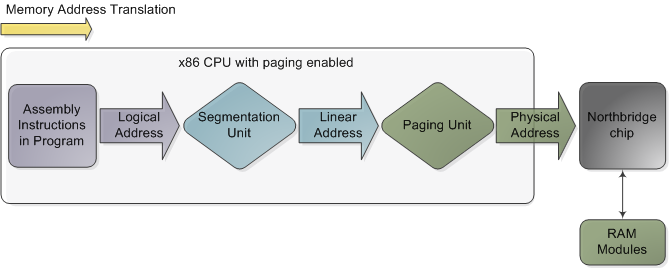 Memory Address Translation
x86 CPU with paging enabled
Assembly
Instructions
in Program
Logical
Address
Segmentation
Unit
Linear
Address
Paging Unit
Physical
Address
Northbridge
chip
RAM
Modules